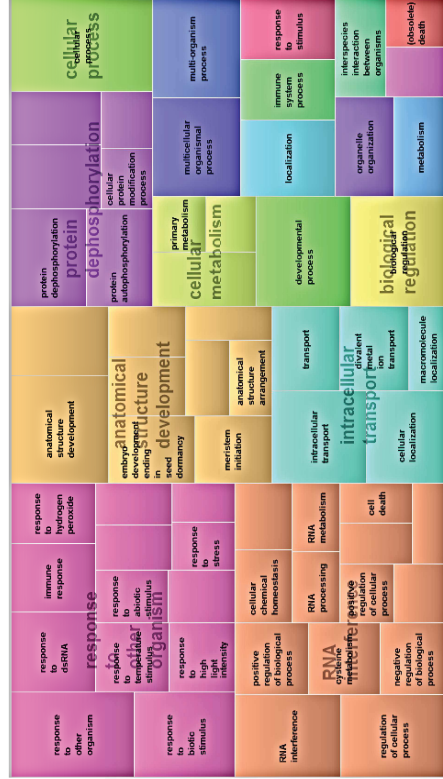 cellular
process
cellular
process
multi-organism
process
response
to
stimulus
interspecies
interaction
between
organisms
(obsolete)
death
immune
system
process
multicellular
organismal
process
localization
organelle
organization
metabolism
protein
dephosphorylation
cellular
protein
modification
process
protein
dephosphorylation
protein
autophosphorylation
cellular
metabolism
primary
metabolism
developmental
process
biological
regulation
biological
regulation
anatomical
structure
development
anatomical
structure
development
embryo
development
ending
in
seed
dormancy
anatomical
structure
arrangement
meristem
initiation
intracellular
transport
transport
divalent
metal
ion
transport
macromolecule
localization
intracellular
transport
cellular
localization
response
to
other
organism
response
to
hydrogen
peroxide
immune
response
response
to
dsRNA
response
to
other
organism
response
to
abiotic
stimulus
response
to
stress
response
to
temperature
stimulus
response
to
high
light
intensity
response
to
biotic
stimulus
RNA
interference
cellular
chemical
homeostasis
RNA
metabolism
RNA
processing
cell
death
positive
regulation
of cellular
process
positive
regulation
of biological
process
cysteine
metabolism
negative
regulation
of biological
process
RNA
interference
regulation
of cellular
process